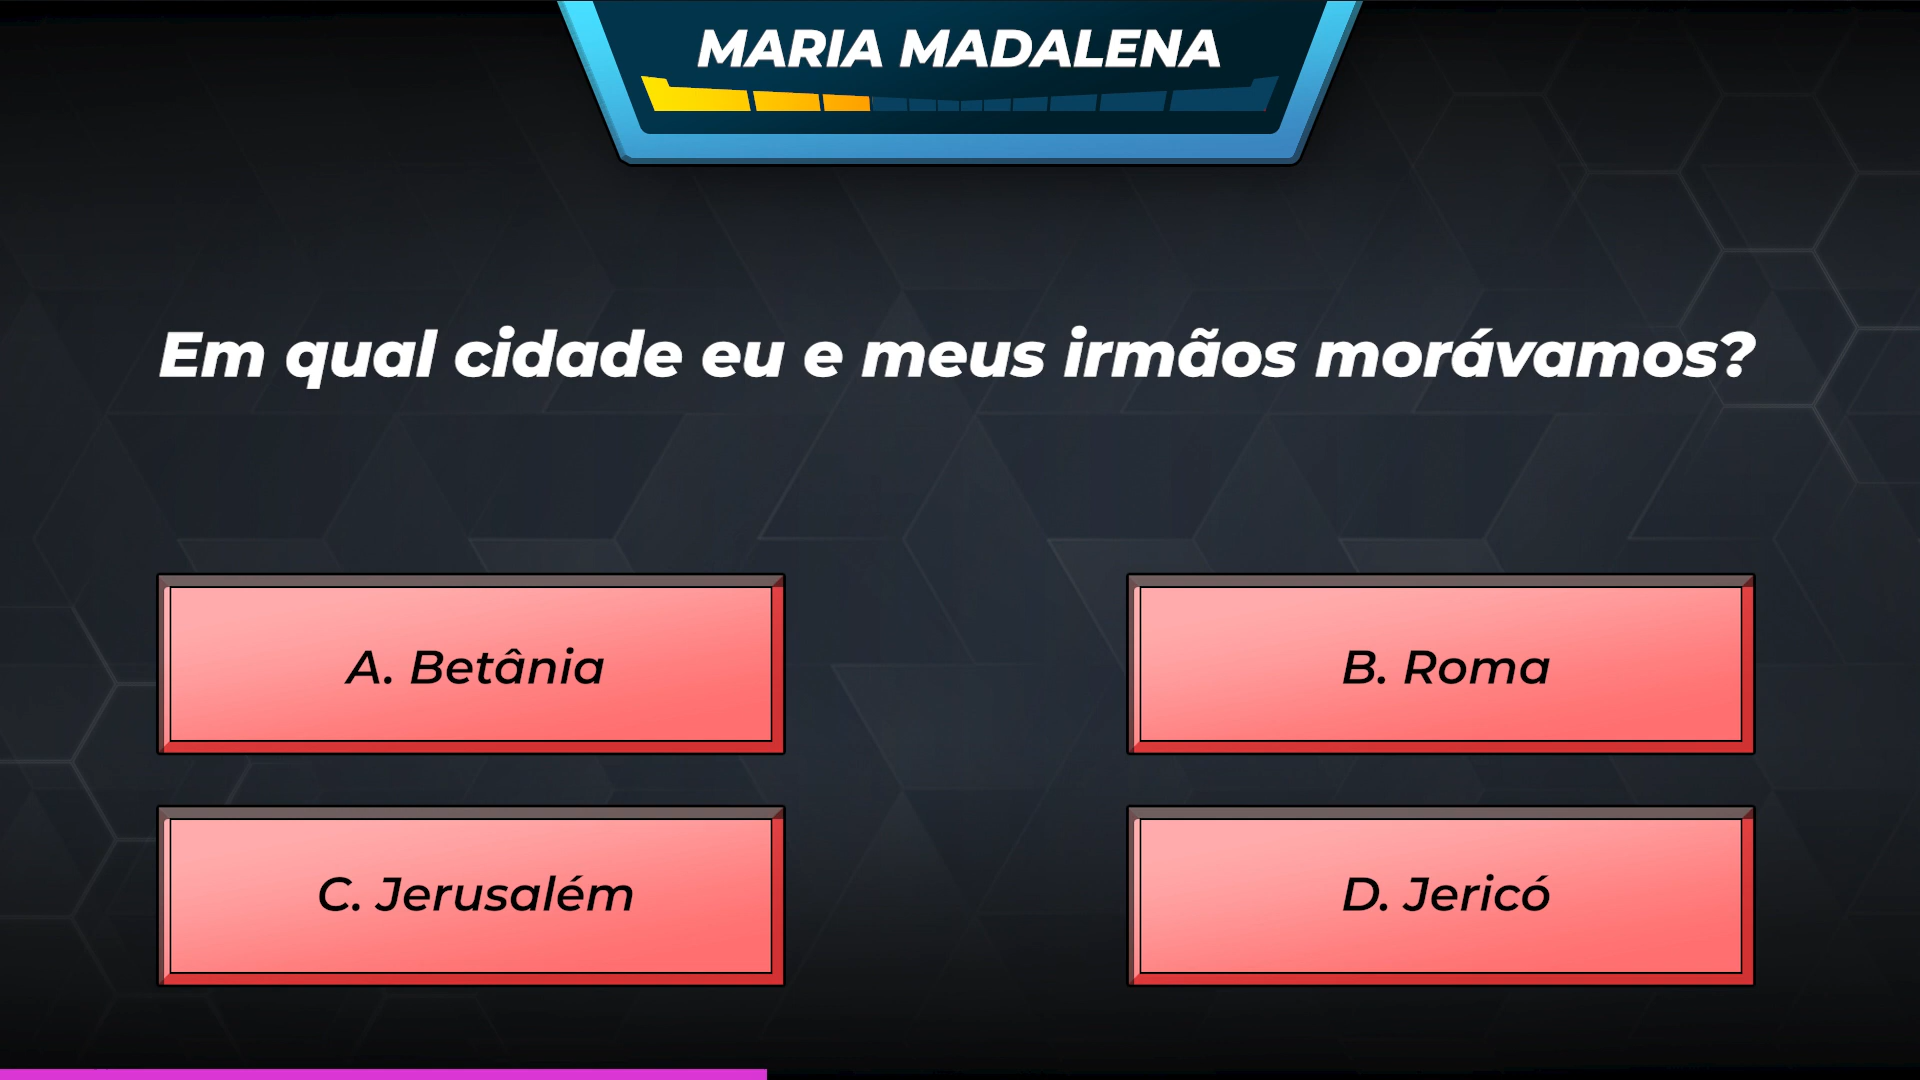 MARIA MADALENA
Em qual cidade eu e meus irmãos morávamos?
A. Betânia
B. Roma
C. Jerusalém
D. Jericó